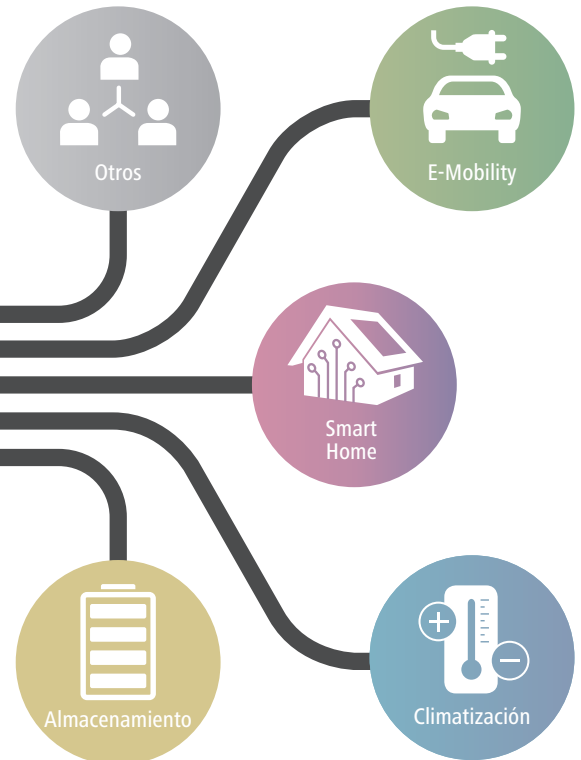 Otros
E-Mobility
Smart
Home
Almacenamiento
Climatización